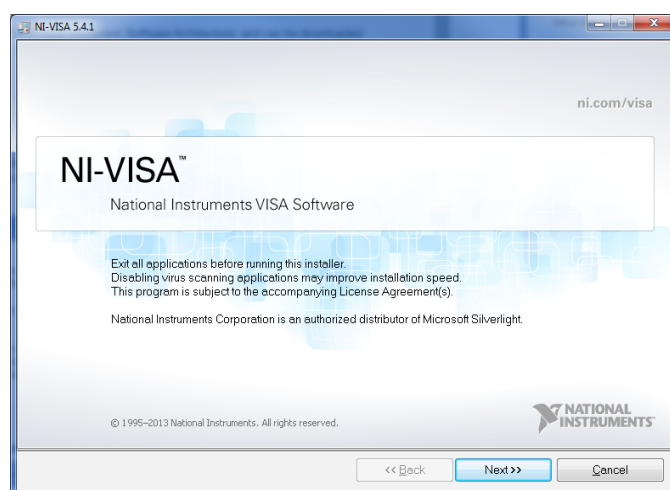 NI-VISA 5.4.1
ni.com/visa
NI-VISA™
National Instruments VISA Software
Exit all applications before running this installer.
Disabling virus scanning applications may improve installation speed.
This program is subject to the accompanying License Agreement(s).
National Instruments Corporation is an authorized distributor of Microsoft Silverlight.
© 1995–2013 National Instruments. All rights reserved.
NATIONAL
INSTRUMENTS™
<< Back
Next >>
Cancel